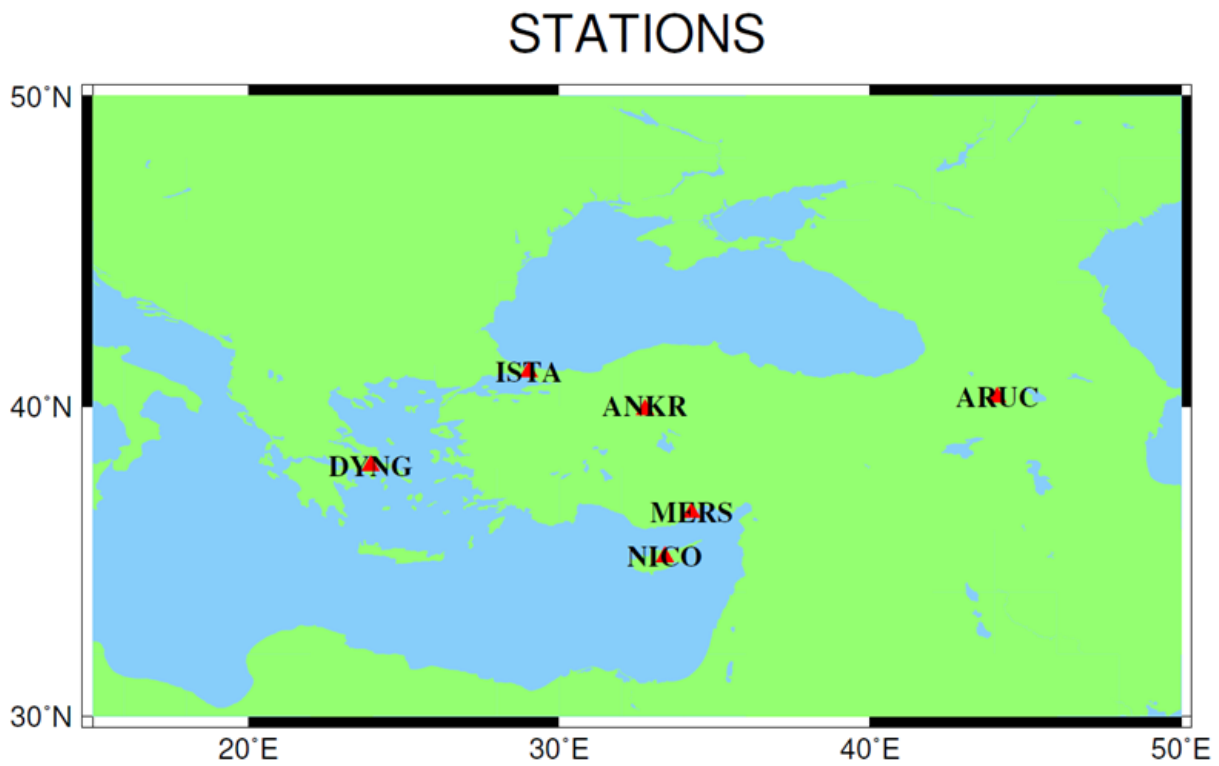 STATIONS
50°N
ISTA
ANKR
ARUC
40°N
DYNG
MERS
NICO
30°N
20°E
30°E
40°E
50°E